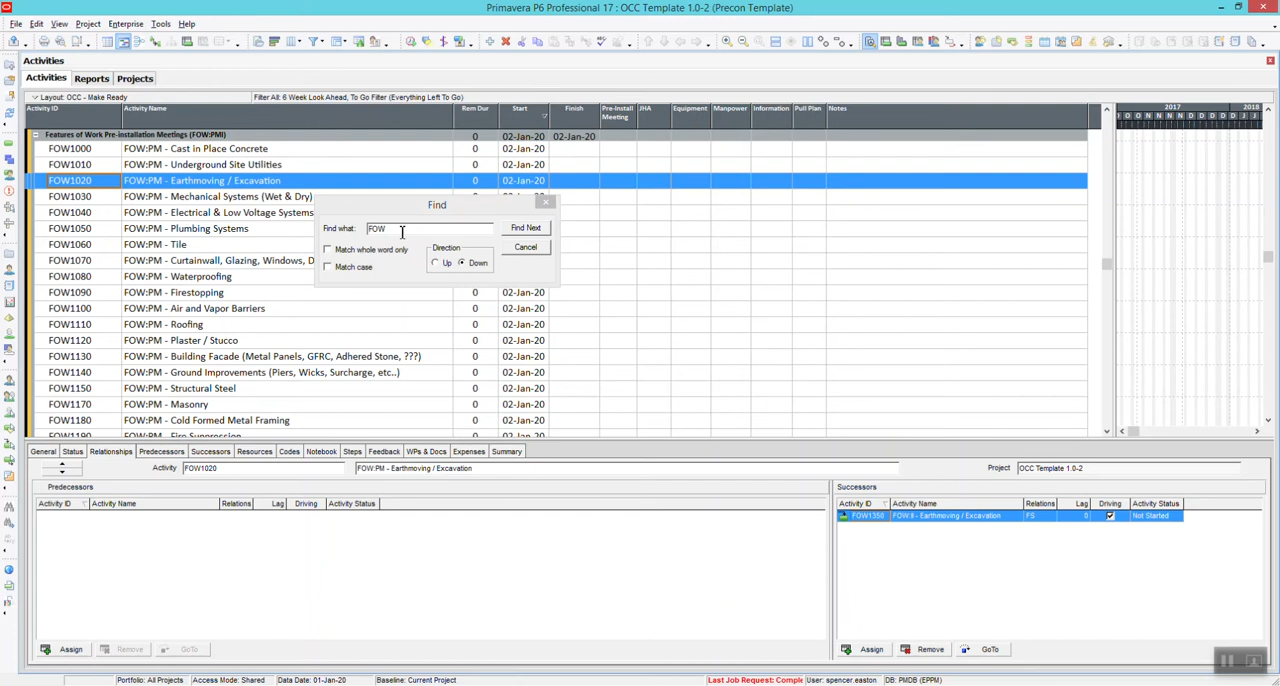 Primavera P6 Professional 17 : OCC Template 1.0-2 (Precon Template)
File Edit View Project Enterprise Tools Help
Activities
Activities Reports Projects
Layout: OCC - Make Ready Filter All: 6 Week Look Ahead, To Go Filter (Everything Left To Go)
Activity ID Activity Name Rem Dur Start Finish Pre-Install Meeting JHA Equipment Manpower Information Pull Plan Notes 2017 2018
O O N D J F M A M J J A S O N D J J
Features of Work Pre-installation Meetings (FOW:PMI) 0 02-Jan-20 02-Jan-20
FOW1000 FOW:PM - Cast in Place Concrete 0 02-Jan-20
FOW1010 FOW:PM - Underground Site Utilities 0 02-Jan-20
FOW1020 FOW:PM - Earthmoving / Excavation 0 02-Jan-20
FOW1030 FOW:PM - Mechanical Systems (Wet & Dry)
FOW1040 FOW:PM - Electrical & Low Voltage Systems
FOW1050 FOW:PM - Plumbing Systems
FOW1060 FOW:PM - Tile
FOW1070 FOW:PM - Curtainwall, Glazing, Windows, D
FOW1080 FOW:PM - Waterproofing
FOW1090 FOW:PM - Firestopping 0 02-Jan-20
FOW1100 FOW:PM - Air and Vapor Barriers 0 02-Jan-20
FOW1110 FOW:PM - Roofing 0 02-Jan-20
FOW1120 FOW:PM - Plaster / Stucco 0 02-Jan-20
FOW1130 FOW:PM - Building Facade (Metal Panels, GFRC, Adhered Stone, ???) 0 02-Jan-20
FOW1140 FOW:PM - Ground Improvements (Piers, Wicks, Surcharge, etc..) 0 02-Jan-20
FOW1150 FOW:PM - Structural Steel 0 02-Jan-20
FOW1170 FOW:PM - Masonry 0 02-Jan-20
FOW1180 FOW:PM - Cold Formed Metal Framing 0 02-Jan-20
FOW1190 FOW:PM - Fire Suppression 0 02-Jan-20
Find
Find what: FOW Find Next
Match whole word only Direction Cancel
Match case Up Down
General Status Relationships Predecessors Successors Resources Codes Notebook Steps Feedback WPs & Docs Expenses Summary
Activity FOW1020 FOW:PM - Earthmoving / Excavation Project OCC Template 1.0-2
Predecessors Successors
Activity ID Activity Name Relations Lag Driving Activity Status Activity ID Activity Name Relations Lag Driving Activity Status
FOW1350 FOW:II - Earthmoving / Excavation FS 0 Not Started
Assign Remove GoTo Assign Remove GoTo
Portfolio: All Projects Access Mode: Shared Data Date: 01-Jan-20 Baseline: Current Project Last Job Request: Comple User: spencer.easton DB: PMDB (EPPM)